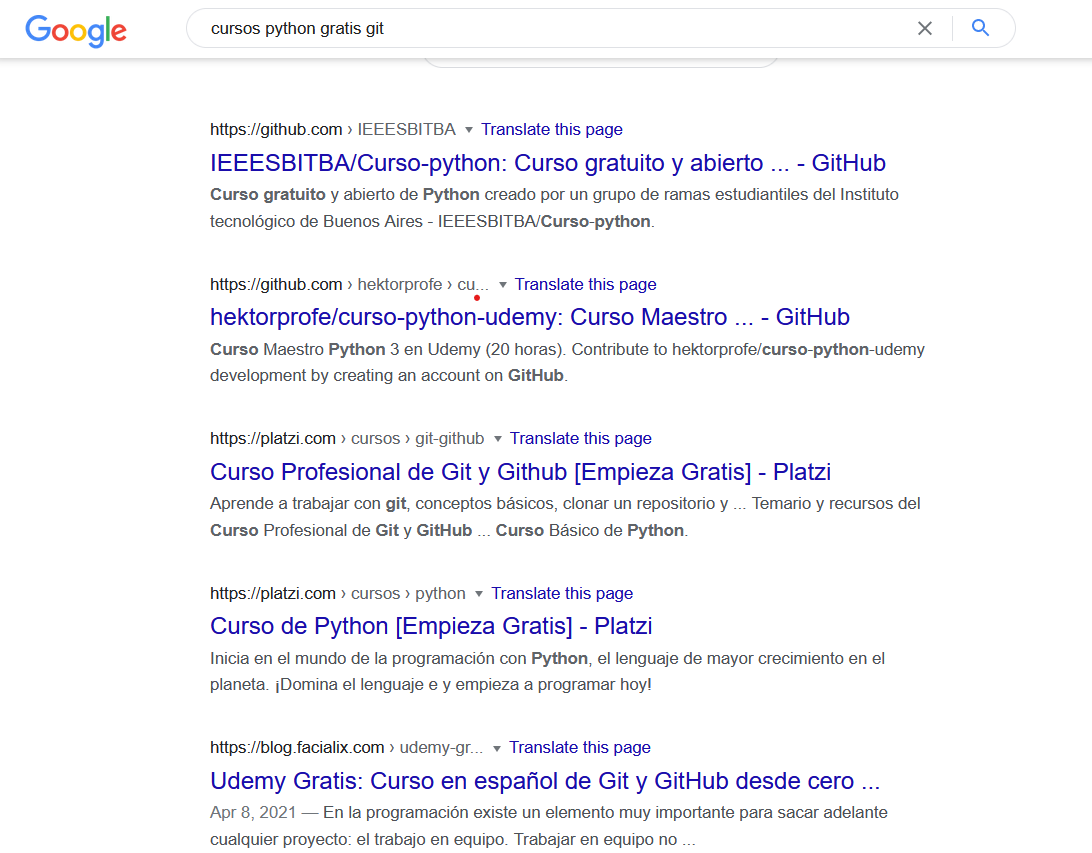 Google
cursos python gratis git
https://github.com › IEEESBITBA Translate this page
IEEESBITBA/Curso-python: Curso gratuito y abierto ... - GitHub
Curso gratuito y abierto de Python creado por un grupo de ramas estudiantiles del Instituto
tecnológico de Buenos Aires - IEEESBITBA/Curso-python.
https://github.com › hektorprofe › cu... Translate this page
hektorprofe/curso-python-udemy: Curso Maestro ... - GitHub
Curso Maestro Python 3 en Udemy (20 horas). Contribute to hektorprofe/curso-python-udemy
development by creating an account on GitHub.
https://platzi.com › cursos › git-github Translate this page
Curso Profesional de Git y Github [Empieza Gratis] - Platzi
Aprende a trabajar con git, conceptos básicos, clonar un repositorio y ... Temario y recursos del
Curso Profesional de Git y GitHub ... Curso Básico de Python.
https://platzi.com › cursos › python Translate this page
Curso de Python [Empieza Gratis] - Platzi
Inicia en el mundo de la programación con Python, el lenguaje de mayor crecimiento en el
planeta. ¡Domina el lenguaje e y empieza a programar hoy!
https://blog.facialix.com › udemy-gr... Translate this page
Udemy Gratis: Curso en español de Git y GitHub desde cero ...
Apr 8, 2021 — En la programación existe un elemento muy importante para sacar adelante
cualquier proyecto: el trabajo en equipo. Trabajar en equipo no ...